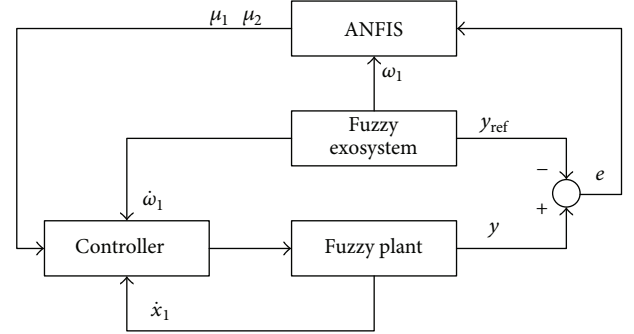 μ1 μ2
ANFIS
ω1
Fuzzy
exosystem
yref
−
e
ω̇1
+
Controller
Fuzzy plant
y
ẋ1